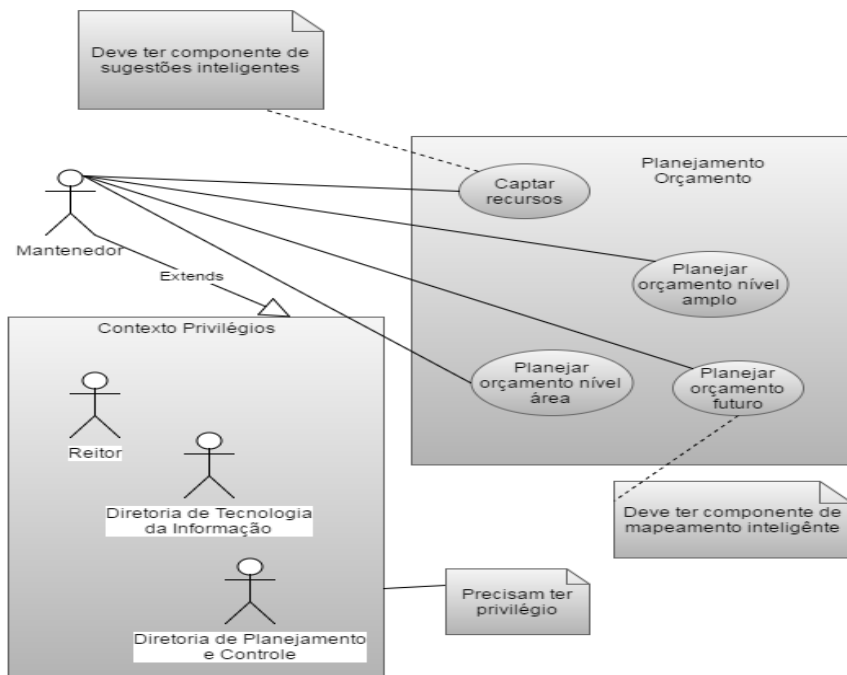 Deve ter componente de
sugestões inteligentes
Planejamento
Orçamento
Captar
recursos
Mantenedor
Extends
Planejar
orçamento nível
amplo
Contexto Privilégios
Planejar
orçamento nível
área
Planejar
orçamento
futuro
Reitor
Diretoria de Tecnologia
da Informação
Deve ter componente de
mapeamento inteligênte
Precisam ter
privilégio
Diretoria de Planejamento
e Controle